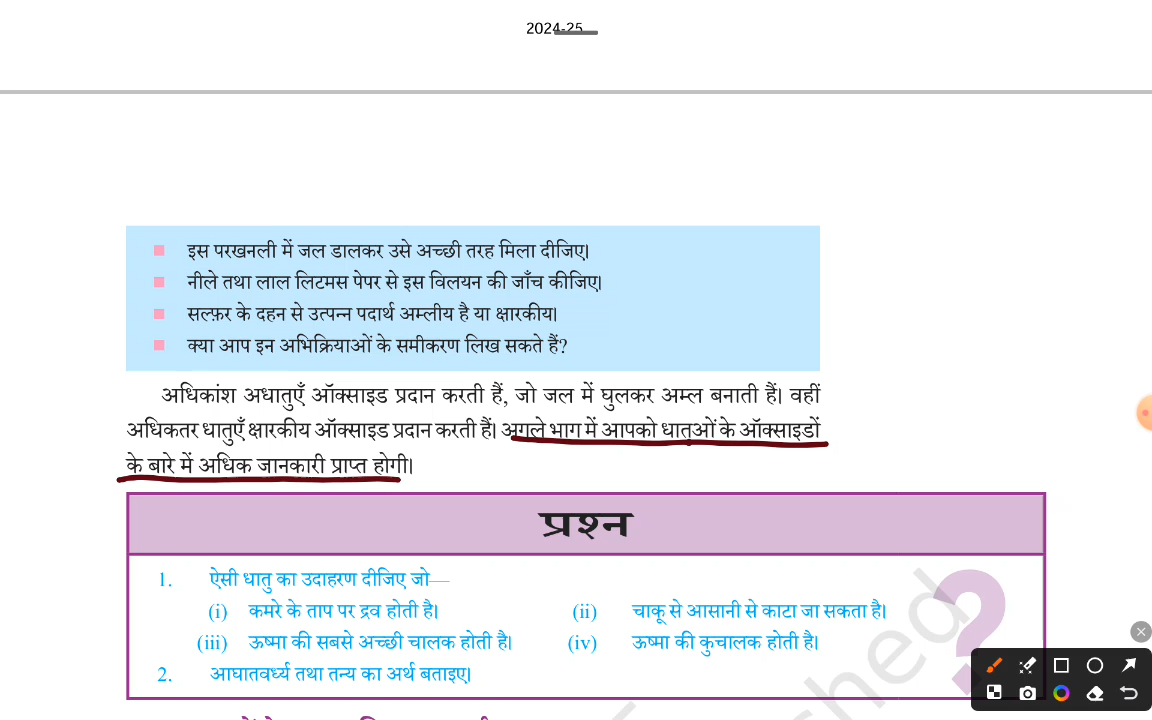 2024-25
इस परखनली में जल डालकर उसे अच्छी तरह मिला दीजिए।
नीले तथा लाल लिटमस पेपर से इस विलयन की जाँच कीजिए।
सल्फ़र के दहन से उत्पन्न पदार्थ अम्लीय है या क्षारकीय।
क्या आप इन अभिक्रियाओं के समीकरण लिख सकते हैं?
अधिकांश अधातुएँ ऑक्साइड प्रदान करती हैं, जो जल में घुलकर अम्ल बनाती हैं। वहीं
अधिकतर धातुएँ क्षारकीय ऑक्साइड प्रदान करती हैं। अगले भाग में आपको धातुओं के ऑक्साइडों
के बारे में अधिक जानकारी प्राप्त होगी।
प्रश्न
1. ऐसी धातु का उदाहरण दीजिए जो—
(i) कमरे के ताप पर द्रव होती है। (ii) चाकू से आसानी से काटा जा सकता है।
(iii) ऊष्मा की सबसे अच्छी चालक होती है। (iv) ऊष्मा की कुचालक होती है।
2. आघातवर्ध्य तथा तन्य का अर्थ बताइए।
?
shed